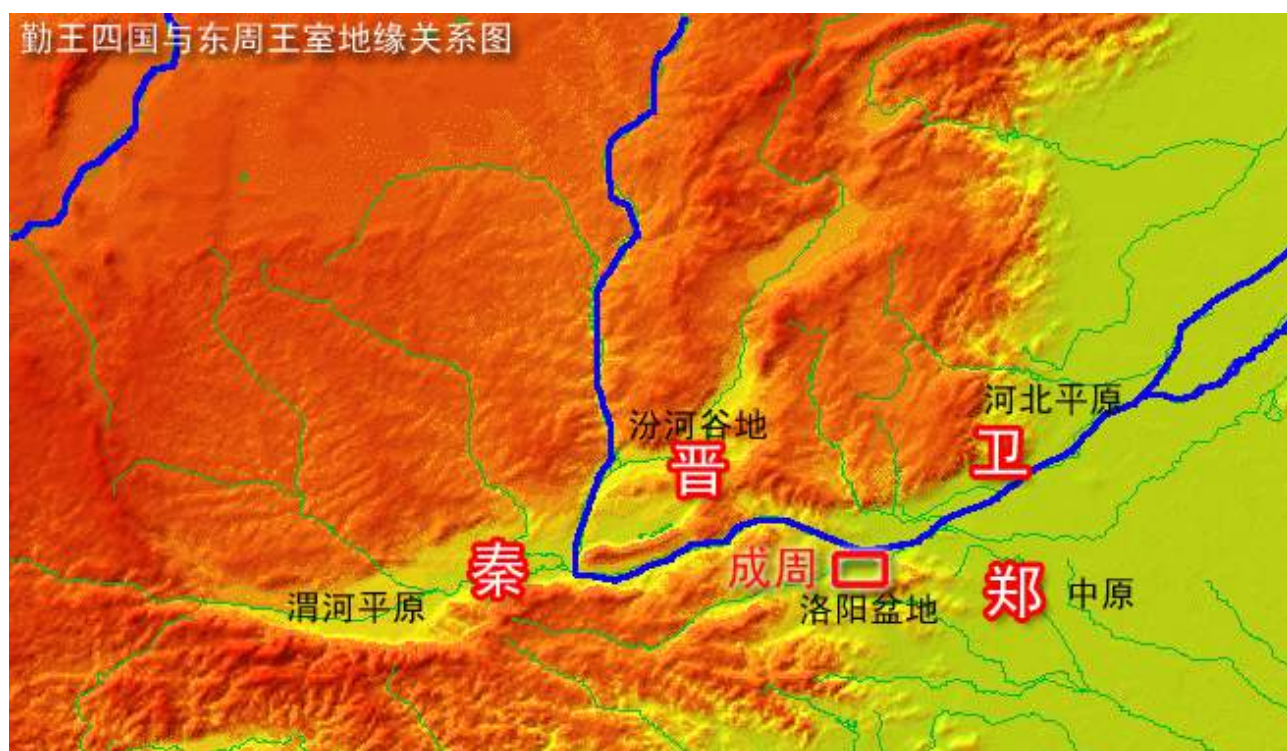 勤王四国与东周王室地缘关系图
河北平原
汾河谷地
晋
卫
秦
成周
郑
中原
渭河平原
洛阳盆地